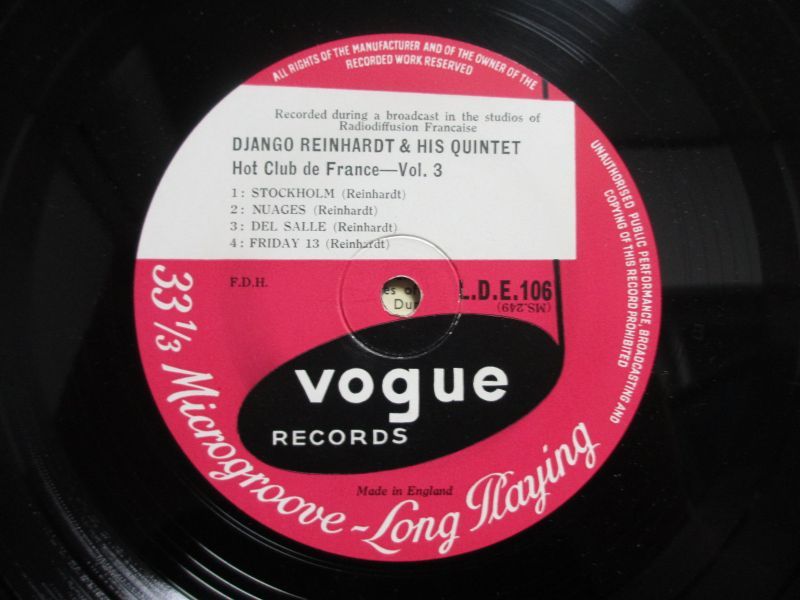 ALL RIGHTS OF THE MANUFACTURER AND OF THE OWNER OF THE
RECORDED WORK RESERVED
Recorded during a broadcast in the studios of
Radiodiffusion Francaise
DJANGO REINHARDT & HIS QUINTET
Hot Club de France—Vol. 3
1: STOCKHOLM (Reinhardt)
2: NUAGES (Reinhardt)
3: DEL SALLE (Reinhardt)
4: FRIDAY 13 (Reinhardt)
UNAUTHORISED PUBLIC PERFORMANCE, BROADCASTING AND
COPYING OF THIS RECORD PROHIBITED
F.D.H.
L.D.E.106
(MS.249)
vogue
RECORDS
Made in England
33 1/3 Microgroove-Long Playing